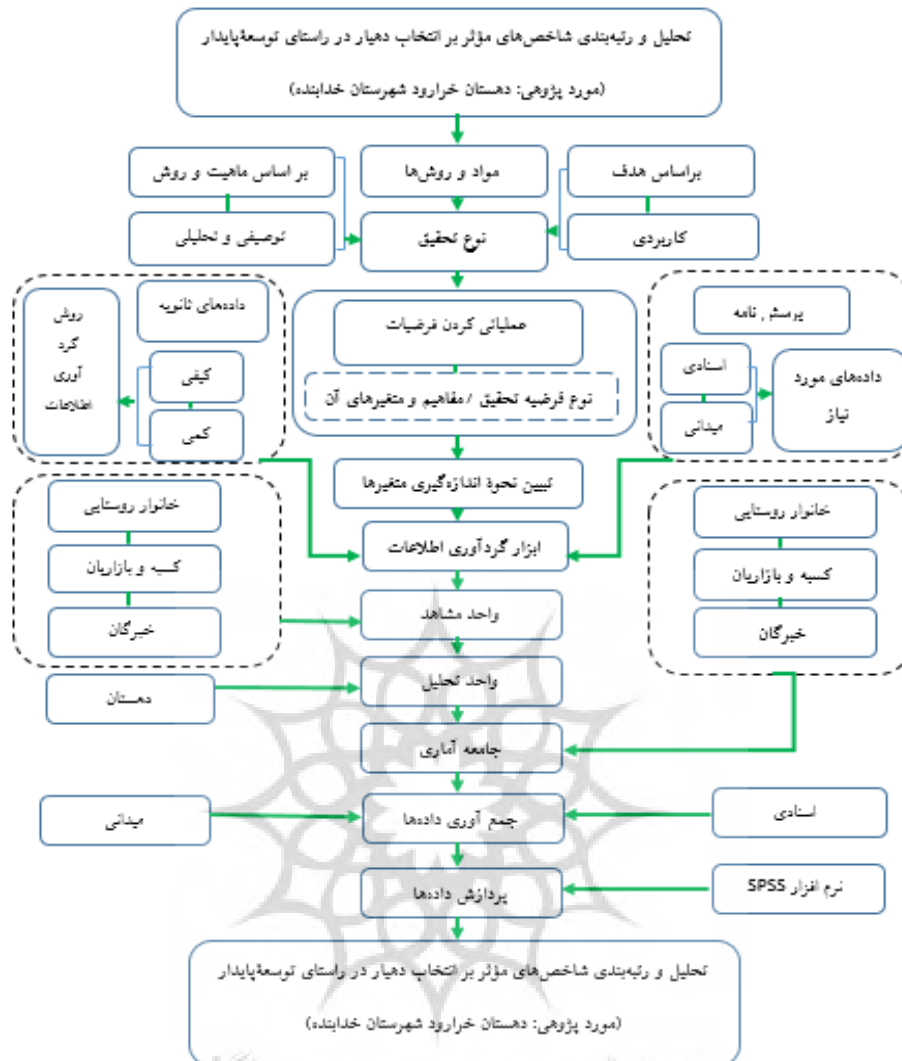 تحلیل و رتبه‌بندی شاخص‌های مؤثر بر انتخاب دهیار در راستای توسعۀپایدار
(مورد پژوهی: دهستان خرارود شهرستان خدابنده)
براساس هدف
مواد و روش‌ها
بر اساس ماهیت و روش
کاربردی
نوع تحقیق
توصیفی و تحلیلی
پرسش نامه
اسنادی
میدانی
داده‌های مورد
نیاز
عملیاتی کردن فرضیات
نوع فرضیه تحقیق / مفاهیم و متغیرهای آن
داده‌های ثانویه
کیفی
کمی
روش
گرد
آوری
اطلاعات
تبیین نحوۀ اندازه‌گیری متغیرها
ابزار گردآوری اطلاعات
خانوار روستایی
کسبه و بازاریان
خبرگان
خانوار روستایی
کسبه و بازاریان
خبرگان
واحد مشاهد
واحد تحلیل
دهستان
جامعه آماری
اسنادی
جمع آوری داده‌ها
میدانی
نرم افزار SPSS
پردازش داده‌ها
تحلیل و رتبه‌بندی شاخص‌های مؤثر بر انتخاب دهیار در راستای توسعۀپایدار
(مورد پژوهی: دهستان خرارود شهرستان خدابنده)